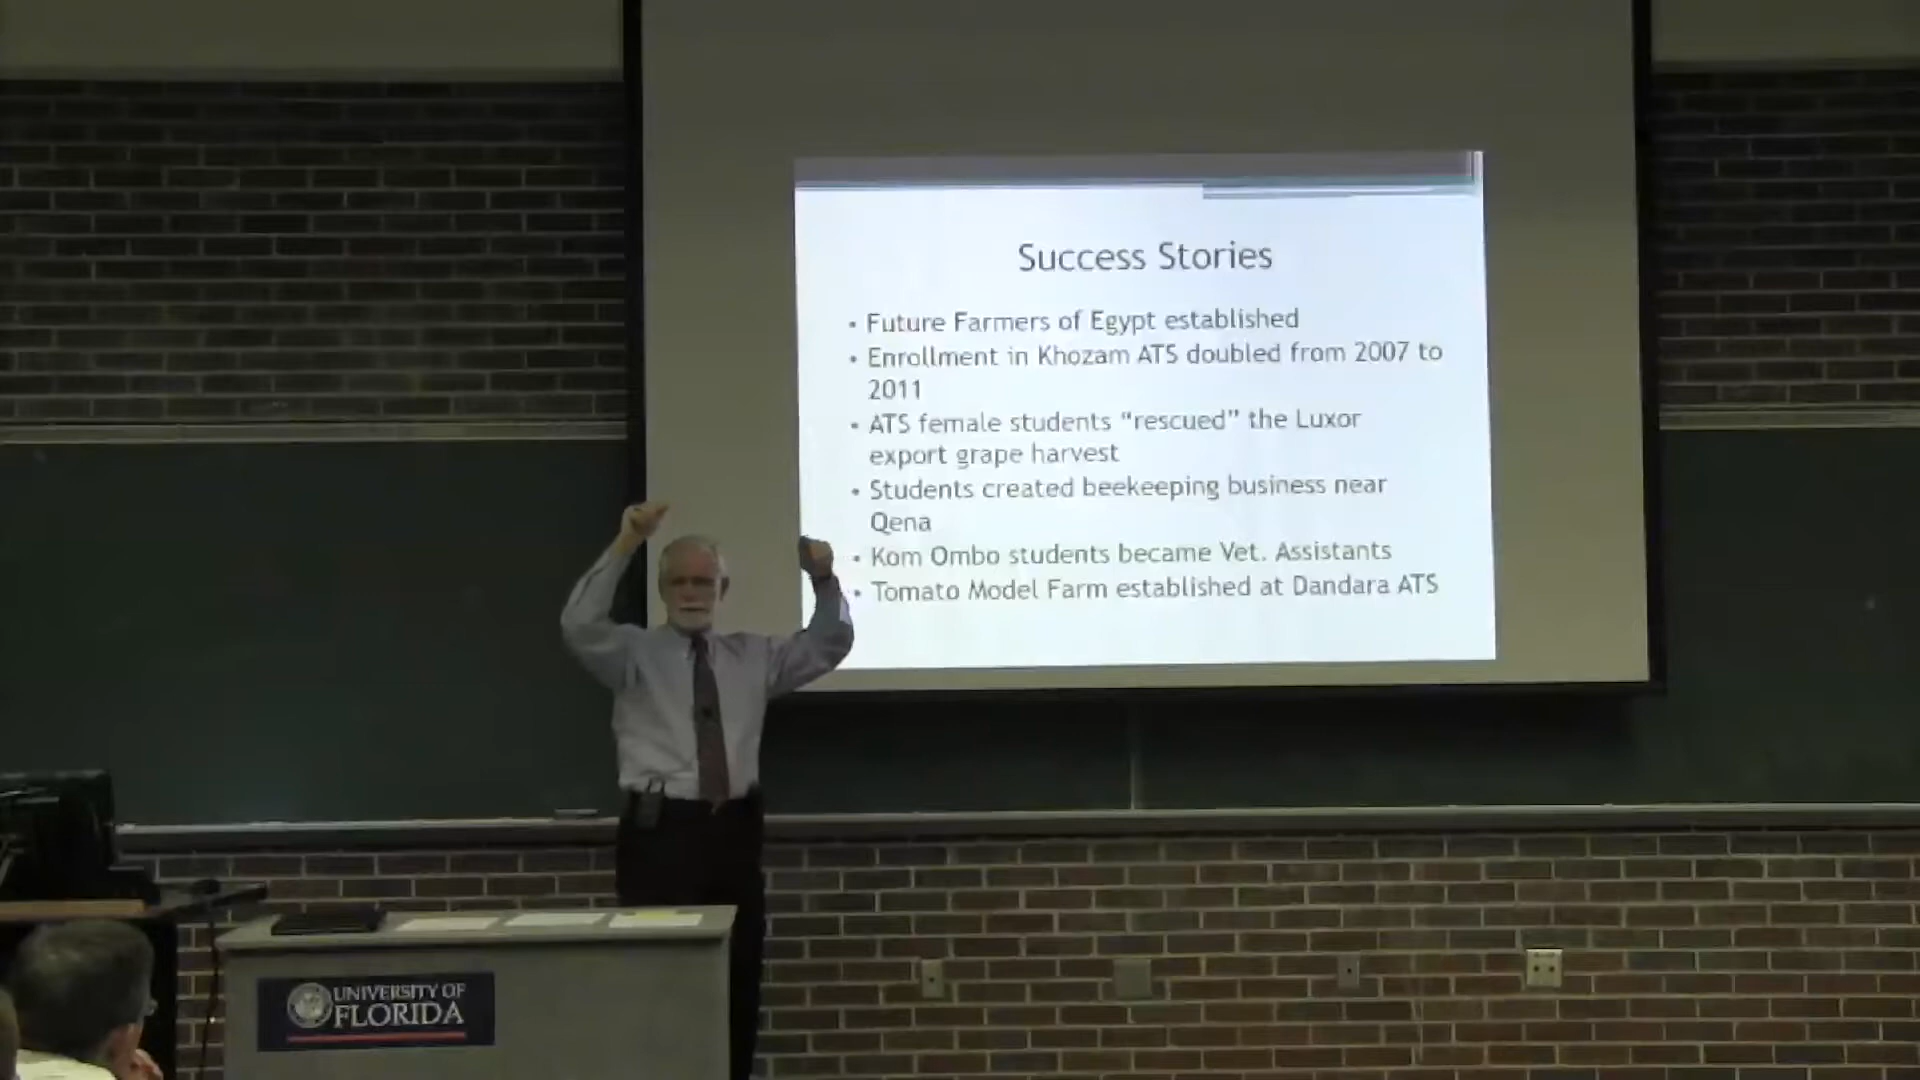 Success Stories
• Future Farmers of Egypt established
• Enrollment in Khozam ATS doubled from 2007 to
2011
• ATS female students “rescued” the Luxor
export grape harvest
• Students created beekeeping business near
Qena
• Kom Ombo students became Vet. Assistants
• Tomato Model Farm established at Dandara ATS
UNIVERSITY OF
FLORIDA